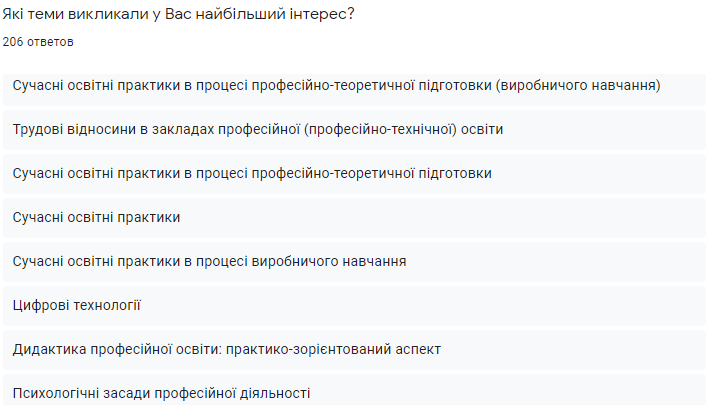 Які теми викликали у Вас найбільший інтерес?
206 ответов
Сучасні освітні практики в процесі професійно-теоретичної підготовки (виробничого навчання)
Трудові відносини в закладах професійної (професійно-технічної) освіти
Сучасні освітні практики в процесі професійно-теоретичної підготовки
Сучасні освітні практики
Сучасні освітні практики в процесі виробничого навчання
Цифрові технології
Дидактика професійної освіти: практико-зорієнтований аспект
Психологічні засади професійної діяльності